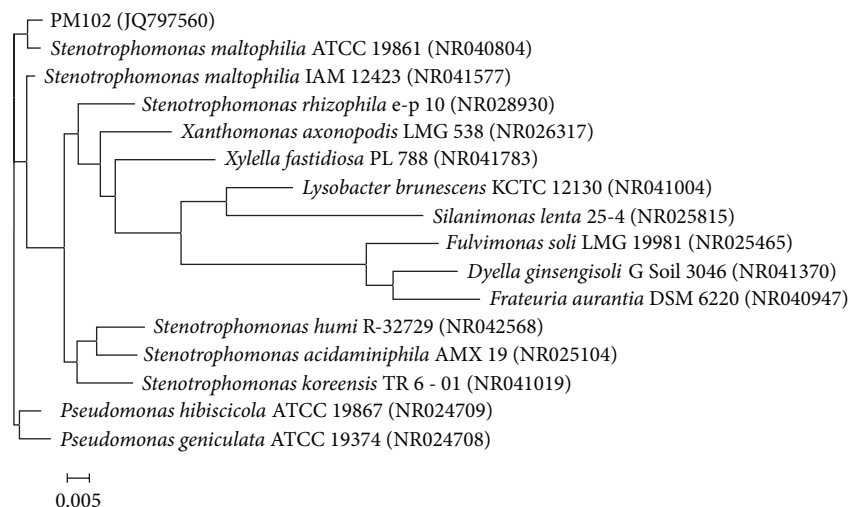 PM102 (JQ797560)
Stenotrophomonas maltophilia ATCC 19861 (NR040804)
Stenotrophomonas maltophilia IAM 12423 (NR041577)
Stenotrophomonas rhizophila e-p 10 (NR028930)
Xanthomonas axonopodis LMG 538 (NR026317)
Xylella fastidiosa PL 788 (NR041783)
Lysobacter brunescens KCTC 12130 (NR041004)
Silanimonas lenta 25-4 (NR025815)
Fulvimonas soli LMG 19981 (NR025465)
Dyella ginsengisoli G Soil 3046 (NR041370)
Frateuria aurantia DSM 6220 (NR040947)
Stenotrophomonas humi R-32729 (NR042568)
Stenotrophomonas acidaminiphila AMX 19 (NR025104)
Stenotrophomonas koreensis TR 6 - 01 (NR041019)
Pseudomonas hibiscicola ATCC 19867 (NR024709)
Pseudomonas geniculata ATCC 19374 (NR024708)
0.005